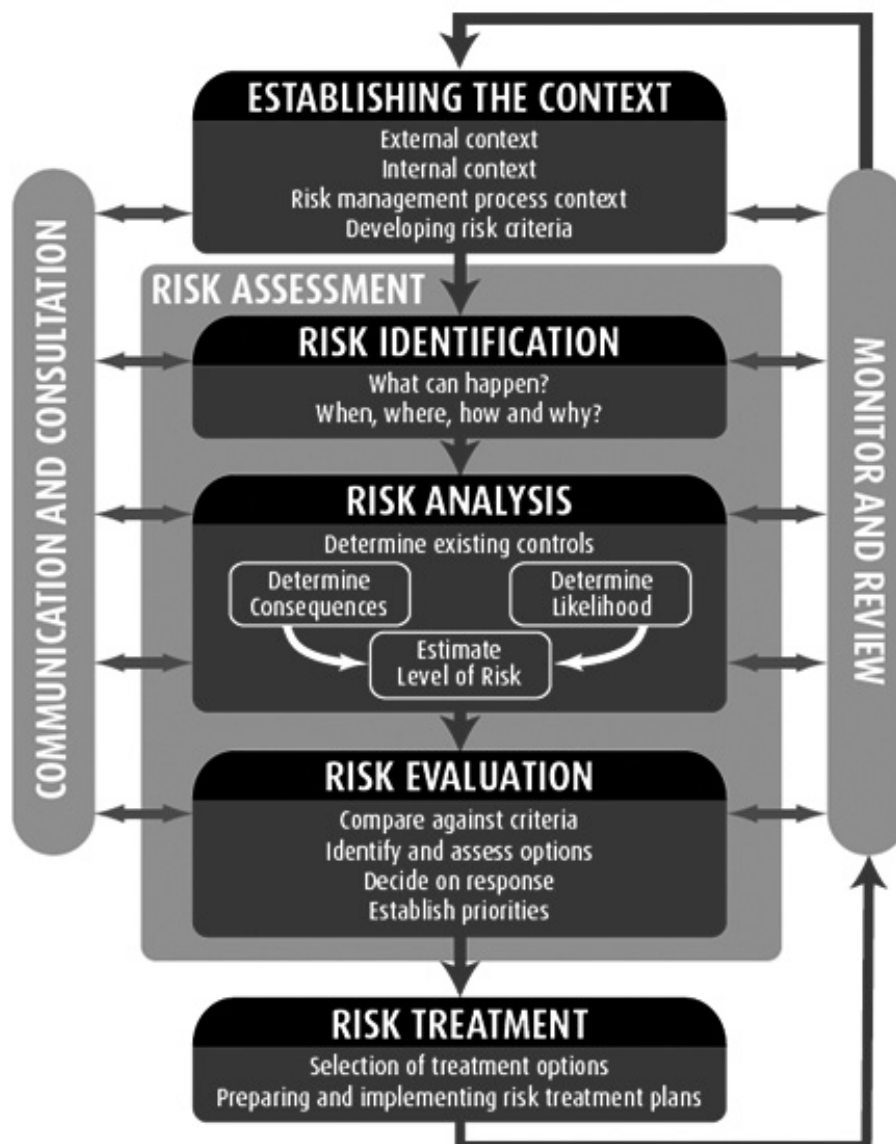 ESTABLISHING THE CONTEXT
External context
Internal context
Risk management process context
Developing risk criteria
COMMUNICATION AND CONSULTATION
MONITOR AND REVIEW
RISK ASSESSMENT
RISK IDENTIFICATION
What can happen?
When, where, how and why?
RISK ANALYSIS
Determine existing controls
Determine
Consequences
Determine
Likelihood
Estimate
Level of Risk
RISK EVALUATION
Compare against criteria
Identify and assess options
Decide on response
Establish priorities
RISK TREATMENT
Selection of treatment options
Preparing and implementing risk treatment plans